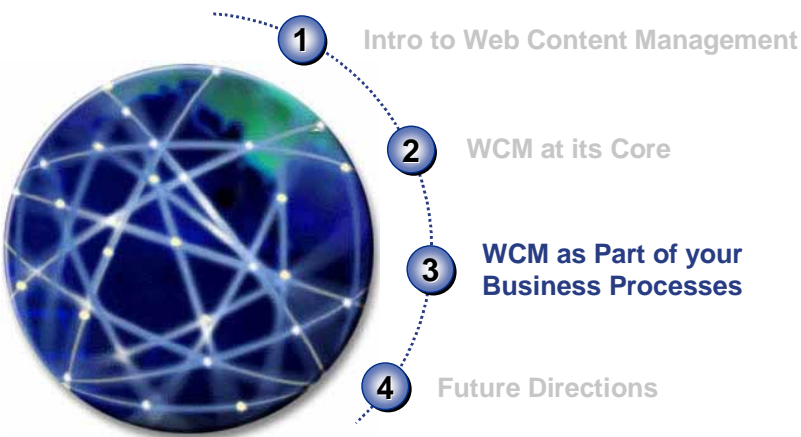 1 Intro to Web Content Management
2 WCM at its Core
3 WCM as Part of your
Business Processes
4 Future Directions